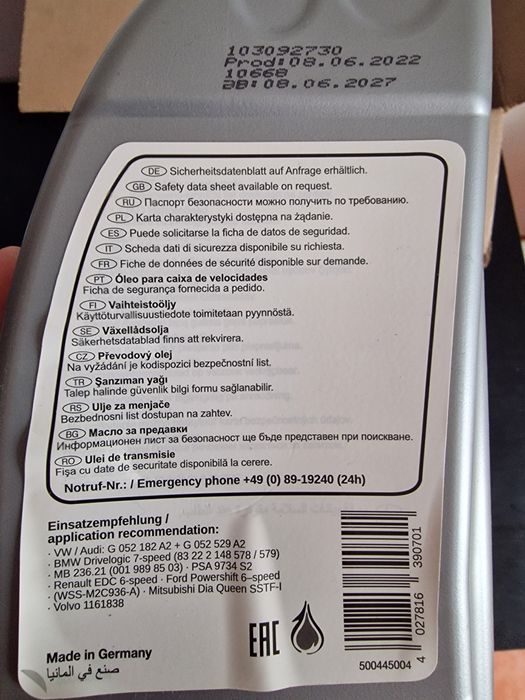 103092730
Prod:08.06.2022
10668
aB:08.06.2027
DE Sicherheitsdatenblatt auf Anfrage erhältlich.
GB Safety data sheet available on request.
RU Паспорт безопасности можно получить по требованию.
PL Karta charakterystyki dostępna na żądanie.
ES Puede solicitarse la ficha de datos de seguridad.
IT Scheda dati di sicurezza disponibile su richiesta.
FR Fiche de données de sécurité disponible sur demande.
PT Óleo para caixa de velocidades
Ficha de segurança fornecida a pedido.
FI Vaihteistoöljy
Käyttöturvallisuustiedote toimitetaan pyynnöstä.
SE Växellådsolja
Säkerhetsdatablad finns att rekvirera.
CZ Převodový olej
Na vyžádání je kodispozici bezpečnostní list.
TR Şanzıman yağı
Talep halinde güvenlik bilgi formu sağlanabilir.
RS Ulje za menjače
Bezbednosni list dostupan na zahtev.
BG Масло за предавки
Информационен лист за безопасност ще бъде представен при поискване.
RO Ulei de transmisie
Fişa cu date de securitate disponibilă la cerere.
Notruf-Nr.: / Emergency phone +49 (0) 89-19240 (24h)
Einsatzempfehlung /
application recommendation:
· VW / Audi: G 052 182 A2 + G 052 529 A2
· BMW Drivelogic 7-speed (83 22 2 148 578 / 579)
· MB 236.21 (001 989 85 03) · PSA 9734 S2
· Renault EDC 6-speed · Ford Powershift 6–speed
· (WSS-M2C936-A) · Mitsubishi Dia Queen SSTF-I
· Volvo 1161838
Made in Germany
صنع في المانيا
EAC
4 027816 390701
500445004